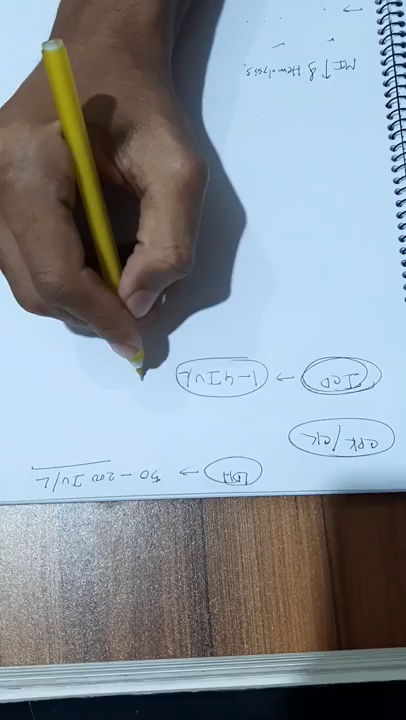 LDH → 50 - 200 IU/L
CPK/CK
ICD → 1-4 IU/L
MI ↑ & Hemolysis.